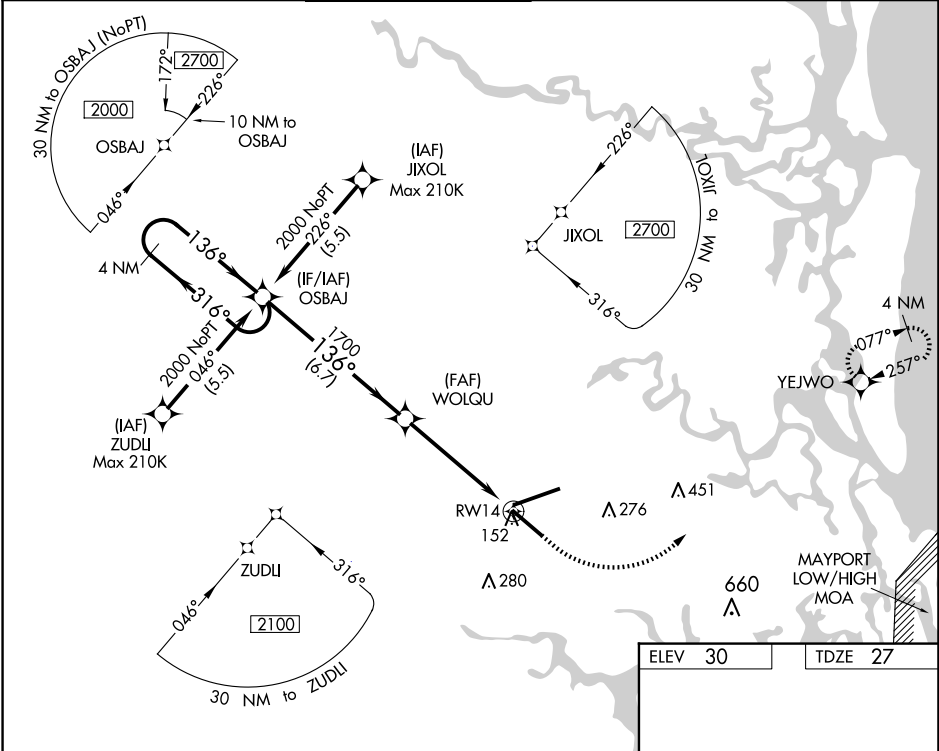 30 NM to OSBAJ (NoPT)
172°
2700
226°
2000
10 NM to
OSBAJ
OSBAJ
046°
(IAF)
JIXOL
Max 210K
2000 NoPT
226°
(5.5)
136°
4 NM
316°
(IF/IAF)
OSBAJ
2000 NoPT
046°
(5.5)
(IAF)
ZUDLI
Max 210K
1700
136°
(6.7)
(FAF)
WOLQU
226°
JIXOL
2700
316°
30 NM to JIXOL
4 NM
077°
257°
YEJWO
RW14
152
276
451
280
660
MAYPORT
LOW/HIGH
MOA
ZUDLI
046°
316°
2100
30 NM to ZUDLI
ELEV 30
TDZE 27